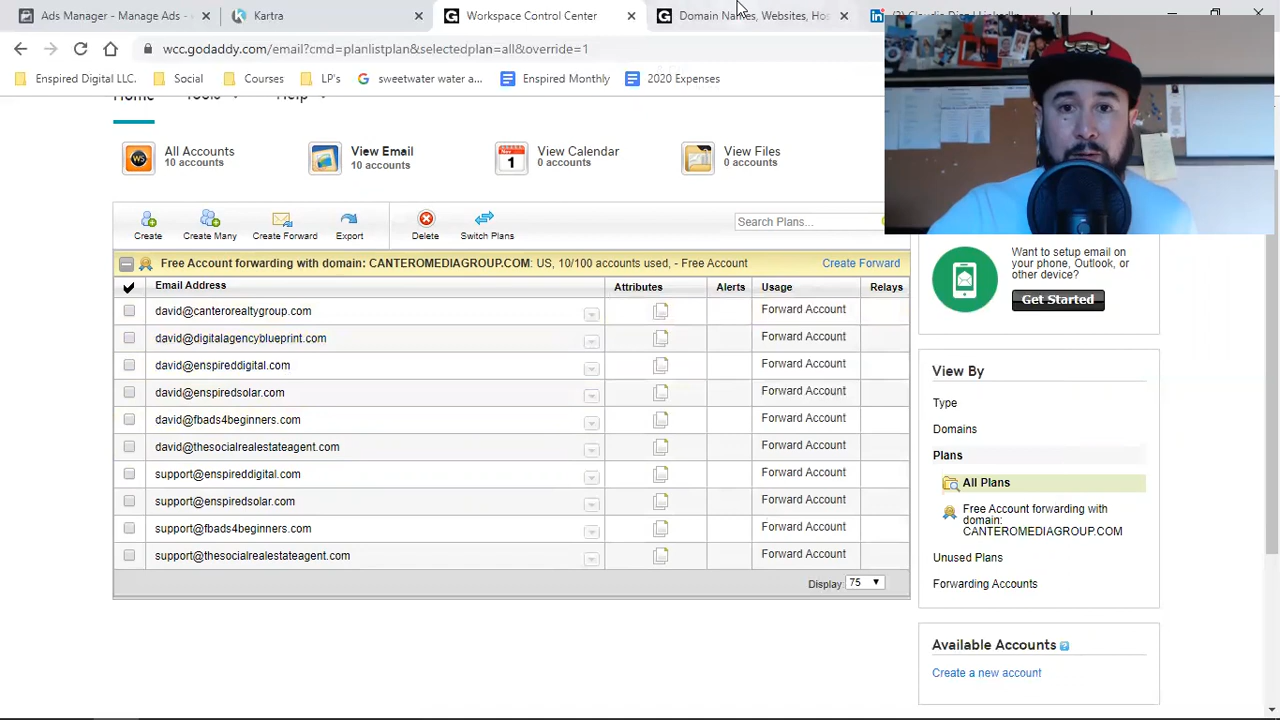 Ads Manager - Manage Ads
Kartra
Workspace Control Center
Domain Names, Websites, Hos
wcc.godaddy.com/email?cmd=planlistplan&selectedplan=all&override=1
Enspired Digital LLC.
Social
Courses
LP's
sweetwater water a...
Enspired Monthly
2020 Expenses
All Accounts
10 accounts
View Email
10 accounts
View Calendar
0 accounts
View Files
0 accounts
Create
Create Many
Create Forward
Export
Delete
Switch Plans
Search Plans...
Free Account forwarding with domain: CANTEROMEDIAGROUP.COM: US, 10/100 accounts used, - Free Account
Create Forward
Email Address
Attributes
Alerts
Usage
Relays
david@canterorealtygroup.com
Forward Account
david@digitalagencyblueprint.com
Forward Account
david@enspireddigital.com
Forward Account
david@enspiredsolar.com
Forward Account
david@fbads4beginners.com
Forward Account
david@thesocialrealestateagent.com
Forward Account
support@enspireddigital.com
Forward Account
support@enspiredsolar.com
Forward Account
support@fbads4beginners.com
Forward Account
support@thesocialrealestateagent.com
Forward Account
Display 75
Want to setup email on
your phone, Outlook, or
other device?
Get Started
View By
Type
Domains
Plans
All Plans
Free Account forwarding with
domain:
CANTEROMEDIAGROUP.COM
Unused Plans
Forwarding Accounts
Available Accounts
Create a new account